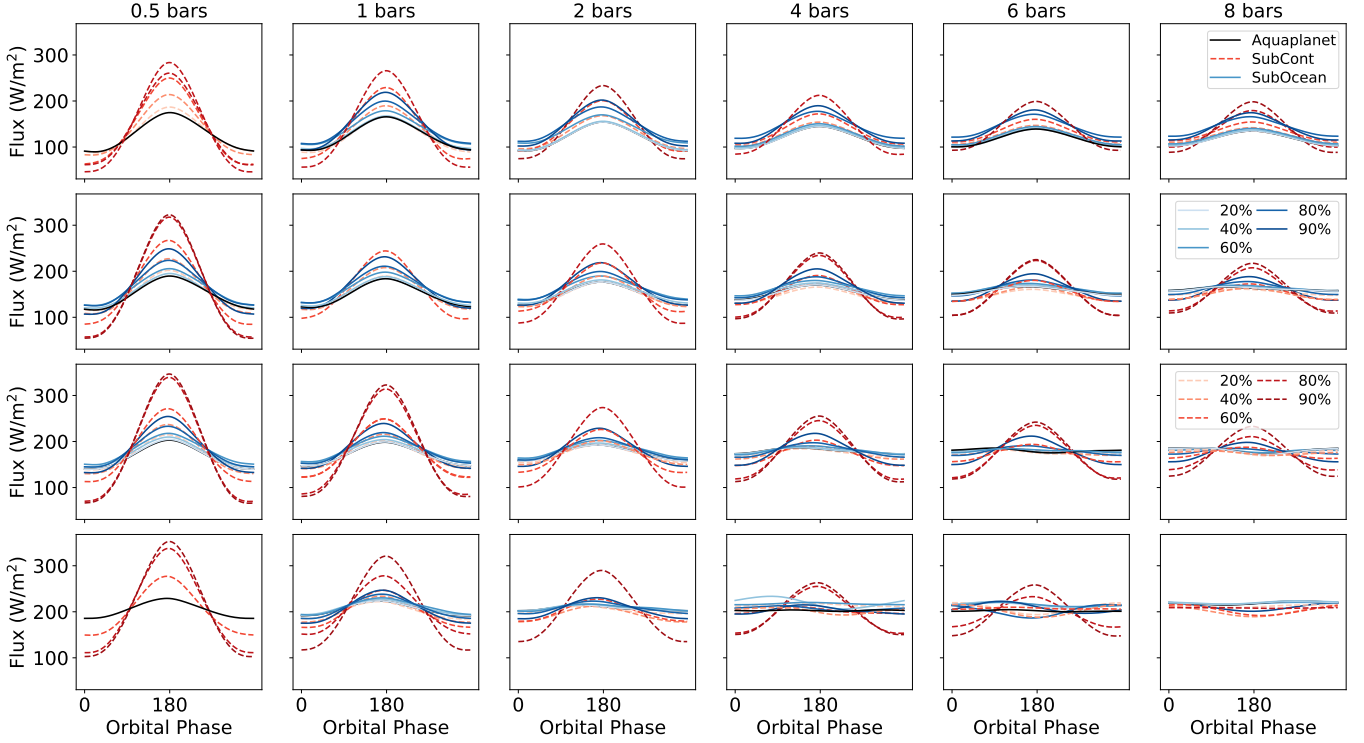 0.5 bars 1 bars 2 bars 4 bars 6 bars 8 bars
Flux (W/m²) 300 200 100
Aquaplanet
SubCont
SubOcean
Flux (W/m²) 300 200 100
20% 80%
40% 90%
60%
Flux (W/m²) 300 200 100
20% 80%
40% 90%
60%
Flux (W/m²) 300 200 100
0 180 0 180 0 180 0 180 0 180 0 180
Orbital Phase Orbital Phase Orbital Phase Orbital Phase Orbital Phase Orbital Phase